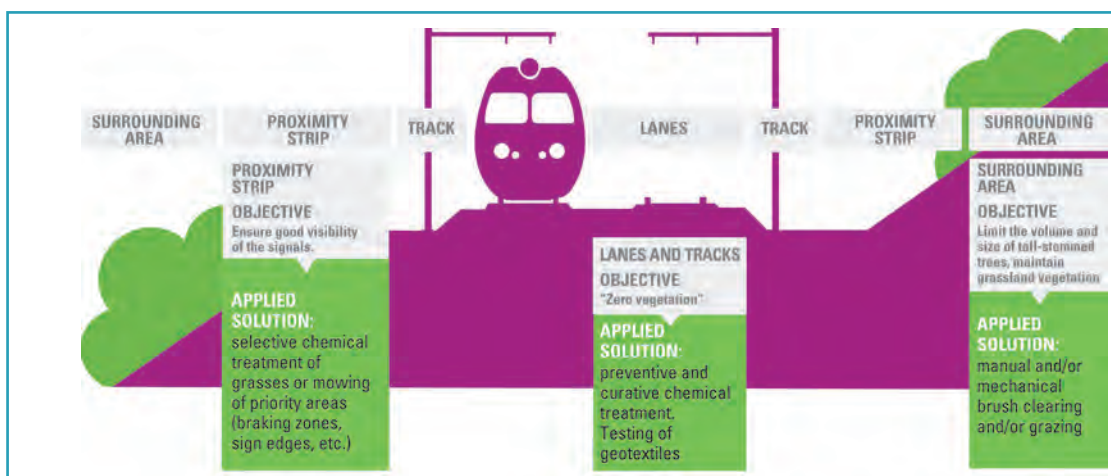 SURROUNDING
AREA
PROXIMITY
STRIP
TRACK
LANES
TRACK
PROXIMITY
STRIP
SURROUNDING
AREA
PROXIMITY
STRIP
OBJECTIVE
Ensure good visibility
of the signals.
APPLIED
SOLUTION:
selective chemical
treatment of
grasses or mowing
of priority areas
(braking zones,
sign edges, etc.)
LANES AND TRACKS
OBJECTIVE
"Zero vegetation"
APPLIED
SOLUTION:
preventive and
curative chemical
treatment.
Testing of
geotextiles
SURROUNDING
AREA
OBJECTIVE
Limit the volume and
size of tall-stemmed
trees, maintain
grassland vegetation
APPLIED
SOLUTION:
manual and/or
mechanical
brush clearing
and/or grazing